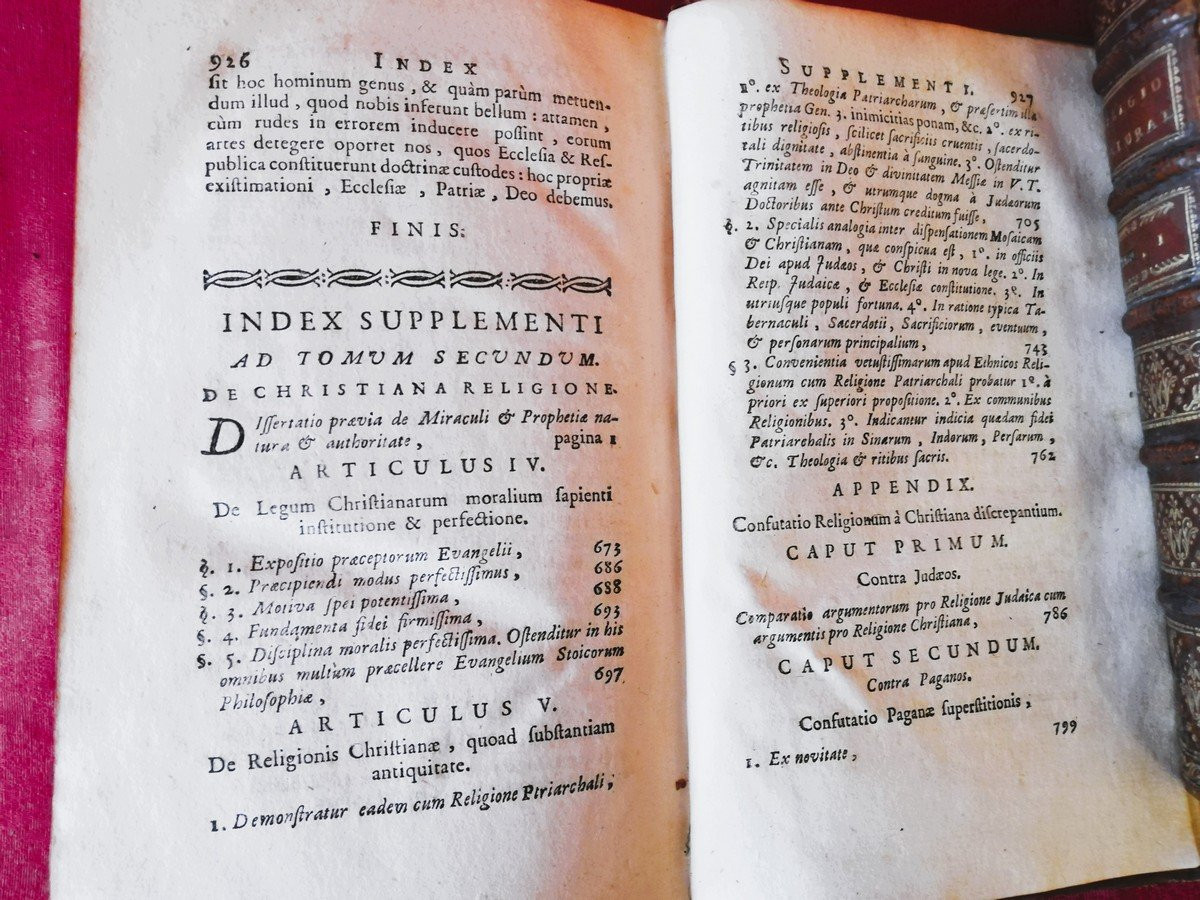 926 INDEX
ſit hoc hominum genus, & quàm parùm metuen-
dum illud, quod nobis inferunt bellum: attamen,
cùm rudes in errorem inducere poſſint, eorum
artes detegere oportet nos, quos Eccleſia & Reſ-
publica conſtituerunt doctrinæ cuſtodes: hoc propriæ
exiſtimationi, Eccleſiæ, Patriæ, Deo debemus.
FINIS.
INDEX SUPPLEMENTI
AD TOMVM SECUNDVM.
DE CHRISTIANA RELIGIONE.
DIſſertatio prævia de Miraculi & Prophetiæ na-
tura & authoritate, pagina 1
ARTICULUS IV.
De Legum Chriſtianarum moralium ſapienti
inſtitutione & perfectione.
§. 1. Expoſitio præceptorum Evangelii, 673
§. 2. Præcipiendi modus perfectiſſimus, 686
§. 3. Motiva ſpei potentiſſima, 688
§. 4. Fundamenta fidei firmiſſima, 693
§. 5. Diſciplina moralis perfectiſſima. Oſtenditur in his
omnibus multùm præcellere Evangelium Stoicorum
Philoſophiæ, 697
ARTICULUS V.
De Religionis Chriſtianæ, quoad ſubſtantiam
antiquitate.
1. Demonſtratur eadem cum Religione Ptriarchali,
SUPPLEMENTI. 927
1º. ex Theologia Patriarcharum, & præſertim illa
prophetia Gen. 3. inimicitias ponam, &c. 2º. ex ri-
tibus religioſis, ſcilicet ſacrificiis cruentis, ſacerdo-
tali dignitate, abſtinentia à ſanguine. 3º. Oſtenditur
Trinitatem in Deo & divinitatem Meſſiæ in V. T.
agnitam eſſe, & utrumque dogma à Judæorum
Doctoribus ante Chriſtum creditum fuiſſe, 705
§. 2. Specialis analogia inter diſpenſationem Moſaicam
& Chriſtianam, quæ conſpicua eſt, 1º. in officiis
Dei apud Judæos, & Chriſti in nova lege. 2º. In
Reip. Judaicæ, & Eccleſiæ conſtitutione. 3º. In
utriuſque populi fortuna. 4º. In ratione typica Ta-
bernaculi, Sacerdotii, Sacrificiorum, eventuum,
& perſonarum principalium, 743
§ 3. Convenientia vetuſtiſſimarum apud Ethnicos Reli-
gionum cum Religione Patriarchali probatur 1º. à
priori ex ſuperiori propoſitione. 2º. Ex communibus
Religionibus. 3º. Indicantur indicia quædam fidei
Patriarchalis in Sinarum, Indorum, Perſarum,
&c. Theologia & ritibus ſacris. 762
APPENDIX.
Confutatio Religionum à Chriſtiana diſcrepantium.
CAPUT PRIMUM.
Contra Judæos.
Comparatio argumentorum pro Religione Judaica cum
argumentis pro Religione Chriſtiana, 786
CAPUT SECUNDUM.
Contra Paganos.
Confutatio Paganæ ſuperſtitionis,
799
1. Ex novitate,